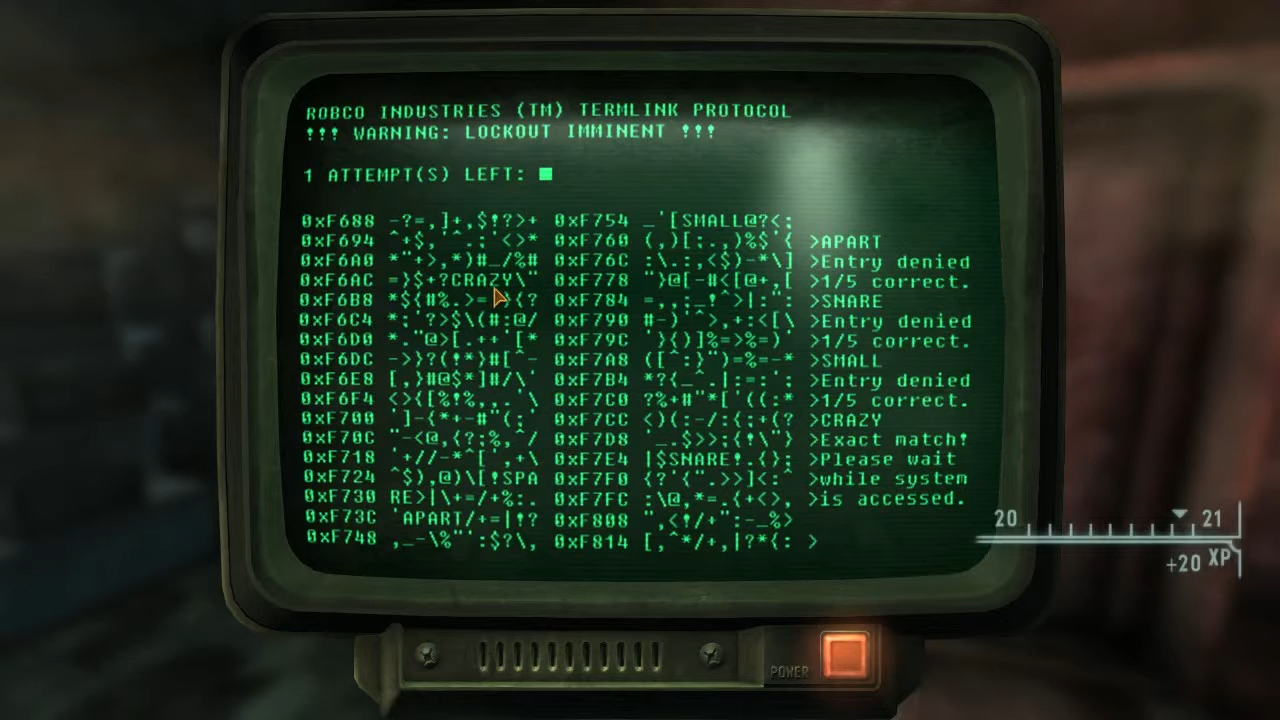 ROBCO INDUSTRIES (TM) TERMLINK PROTOCOL
!!! WARNING: LOCKOUT IMMINENT !!!
1 ATTEMPT(S) LEFT:
0xF688 -?=,]+,$!?>+ 0xF754 _'[SMALL@?<;
0xF694 ^+$,'^.:'<>* 0xF760 (,)[:.,)%$'{ >APART
0xF6A0 *"+>,*)#_/%# 0xF76C :\.:,<$)-*\] >Entry denied
0xF6AC =}$+?CRAZY\" 0xF778 "}@[-#<[@+,[ >1/5 correct.
0xF6B8 *${#%.>= {? 0xF784 =,,:_!^>|:": >SNARE
0xF6C4 *:'?>$\(#:@/ 0xF790 #-)'^>,+:<[\ >Entry denied
0xF6D0 *."@>[.++'[* 0xF79C '}{)]%=>%=)' >1/5 correct.
0xF6DC ->}?(!*}#[^- 0xF7A8 ([^:}")=%=-* >SMALL
0xF6E8 [,}#@$*]#/\' 0xF7B4 *?{_^.|:=:'; >Entry denied
0xF6F4 <>{[%!%,,.'\ 0xF7C0 ?%+#"*['((:* >1/5 correct.
0xF700 ']-{*+-#"(;' 0xF7CC <)(:-/:{;+(? >CRAZY
0xF70C "-<@,{?;%,^/ 0xF7D8 '_.$>>:{!\"} >Exact match!
0xF718 '+//-*^[',+\ 0xF7E4 |$SNARE!.{}; >Please wait
0xF724 ^$),@)\[!SPA 0xF7F0 {?'{".>>]<:^ >while system
0xF730 RE>|\+=/+%:. 0xF7FC :\@,*=.{+<>, >is accessed.
0xF73C 'APART/+=|!? 0xF808 ",<!/+":-_%>
0xF748 ,_-\%"':$?\, 0xF814 [,^*/+,|?*{: >
20 21
+20 XP
POWER